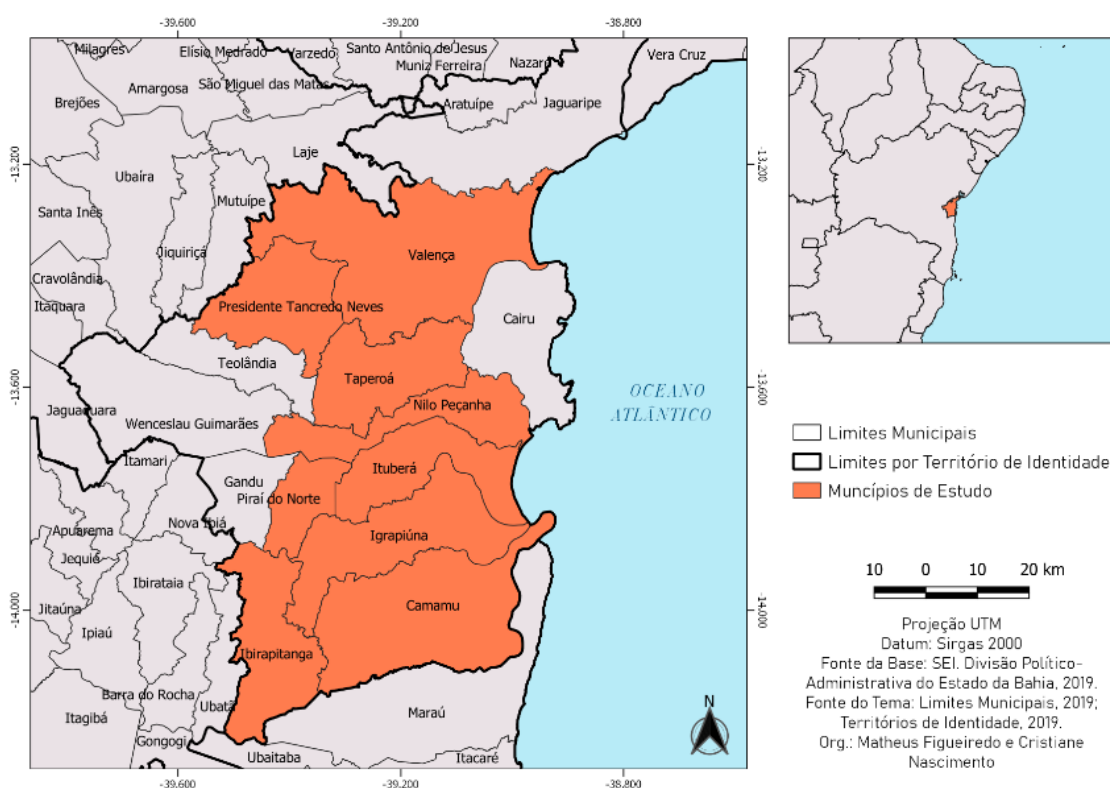 -39.600
-39.200
-38.800
Milagres
Elísio Medrado
Varzedo
Santo Antônio de Jesus
Muniz Ferreira
Nazaré
Vera Cruz
Amargosa
São Miguel das Matas
Brejões
Aratuípe
Jaguaripe
Laje
-13.200
-13.200
Ubaíra
Mutuípe
Santa Inês
Jiquiriçá
Valença
Cravolândia
Itaquara
Presidente Tancredo Neves
Cairu
Teolândia
Taperoá
-13.600
-13.600
OCEANO
ATLÂNTICO
Nilo Peçanha
Jaguaquara
Wenceslau Guimarães
Itamari
Ituberá
Gandu
Piraí do Norte
Nova Ibiá
Apuarema
Igrapiúna
Jequié
Ibirataia
Jitaúna
Camamu
-14.000
-14.000
Ipiaú
Ibirapitanga
Barra do Rocha
Ubatã
Itagibá
Maraú
Gongogi
Ubaitaba
Itacaré
N
-39.600
-39.200
-38.800
Limites Municipais
Limites por Território de Identidade
Muncípios de Estudo
10 0 10 20 km
Projeção UTM
Datum: Sirgas 2000
Fonte da Base: SEI. Divisão Político-
Administrativa do Estado da Bahia, 2019.
Fonte do Tema: Limites Municipais, 2019;
Territórios de Identidade, 2019.
Org.: Matheus Figueiredo e Cristiane
Nascimento